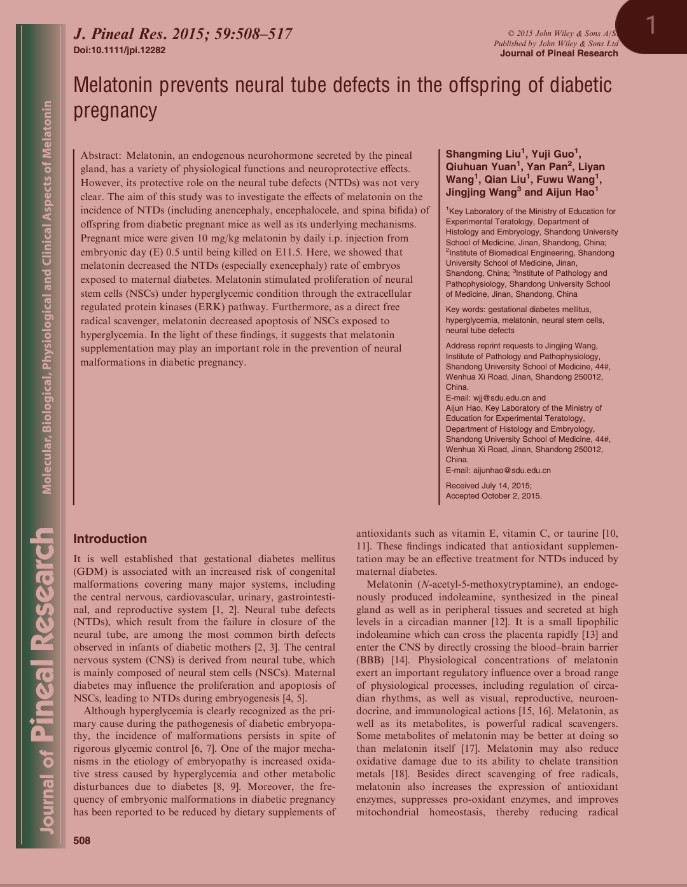 1
J. Pineal Res. 2015; 59:508–517
Doi:10.1111/jpi.12282
© 2015 John Wiley & Sons A/S.
Published by John Wiley & Sons Ltd
Journal of Pineal Research
Melatonin prevents neural tube defects in the offspring of diabetic
pregnancy
Abstract: Melatonin, an endogenous neurohormone secreted by the pineal
gland, has a variety of physiological functions and neuroprotective effects.
However, its protective role on the neural tube defects (NTDs) was not very
clear. The aim of this study was to investigate the effects of melatonin on the
incidence of NTDs (including anencephaly, encephalocele, and spina bifida) of
offspring from diabetic pregnant mice as well as its underlying mechanisms.
Pregnant mice were given 10 mg/kg melatonin by daily i.p. injection from
embryonic day (E) 0.5 until being killed on E11.5. Here, we showed that
melatonin decreased the NTDs (especially exencephaly) rate of embryos
exposed to maternal diabetes. Melatonin stimulated proliferation of neural
stem cells (NSCs) under hyperglycemic condition through the extracellular
regulated protein kinases (ERK) pathway. Furthermore, as a direct free
radical scavenger, melatonin decreased apoptosis of NSCs exposed to
hyperglycemia. In the light of these findings, it suggests that melatonin
supplementation may play an important role in the prevention of neural
malformations in diabetic pregnancy.
Shangming Liu1, Yuji Guo1,
Qiuhuan Yuan1, Yan Pan2, Liyan
Wang1, Qian Liu1, Fuwu Wang1,
Jingjing Wang3 and Aijun Hao1
1Key Laboratory of the Ministry of Education for
Experimental Teratology, Department of
Histology and Embryology, Shandong University
School of Medicine, Jinan, Shandong, China;
2Institute of Biomedical Engineering, Shandong
University School of Medicine, Jinan,
Shandong, China; 3Institute of Pathology and
Pathophysiology, Shandong University School
of Medicine, Jinan, Shandong, China
Key words: gestational diabetes mellitus,
hyperglycemia, melatonin, neural stem cells,
neural tube defects
Address reprint requests to Jingjing Wang,
Institute of Pathology and Pathophysiology,
Shandong University School of Medicine, 44#,
Wenhua Xi Road, Jinan, Shandong 250012,
China.
E-mail: wjj@sdu.edu.cn and
Aijun Hao, Key Laboratory of the Ministry of
Education for Experimental Teratology,
Department of Histology and Embryology,
Shandong University School of Medicine, 44#,
Wenhua Xi Road, Jinan, Shandong 250012,
China.
E-mail: aijunhao@sdu.edu.cn
Received July 14, 2015;
Accepted October 2, 2015.
Introduction
It is well established that gestational diabetes mellitus
(GDM) is associated with an increased risk of congenital
malformations covering many major systems, including
the central nervous, cardiovascular, urinary, gastrointesti-
nal, and reproductive system [1, 2]. Neural tube defects
(NTDs), which result from the failure in closure of the
neural tube, are among the most common birth defects
observed in infants of diabetic mothers [2, 3]. The central
nervous system (CNS) is derived from neural tube, which
is mainly composed of neural stem cells (NSCs). Maternal
diabetes may influence the proliferation and apoptosis of
NSCs, leading to NTDs during embryogenesis [4, 5].
Although hyperglycemia is clearly recognized as the pri-
mary cause during the pathogenesis of diabetic embryopa-
thy, the incidence of malformations persists in spite of
rigorous glycemic control [6, 7]. One of the major mecha-
nisms in the etiology of embryopathy is increased oxida-
tive stress caused by hyperglycemia and other metabolic
disturbances due to diabetes [8, 9]. Moreover, the fre-
quency of embryonic malformations in diabetic pregnancy
has been reported to be reduced by dietary supplements of
antioxidants such as vitamin E, vitamin C, or taurine [10,
11]. These findings indicated that antioxidant supplemen-
tation may be an effective treatment for NTDs induced by
maternal diabetes.
Melatonin (N-acetyl-5-methoxytryptamine), an endoge-
nously produced indoleamine, synthesized in the pineal
gland as well as in peripheral tissues and secreted at high
levels in a circadian manner [12]. It is a small lipophilic
indoleamine which can cross the placenta rapidly [13] and
enter the CNS by directly crossing the blood–brain barrier
(BBB) [14]. Physiological concentrations of melatonin
exert an important regulatory influence over a broad range
of physiological processes, including regulation of circa-
dian rhythms, as well as visual, reproductive, neuroen-
docrine, and immunological actions [15, 16]. Melatonin, as
well as its metabolites, is powerful radical scavengers.
Some metabolites of melatonin may be better at doing so
than melatonin itself [17]. Melatonin may also reduce
oxidative damage due to its ability to chelate transition
metals [18]. Besides direct scavenging of free radicals,
melatonin also increases the expression of antioxidant
enzymes, suppresses pro-oxidant enzymes, and improves
mitochondrial homeostasis, thereby reducing radical
508
Journal of Pineal Research
Molecular, Biological, Physiological and Clinical Aspects of Melatonin